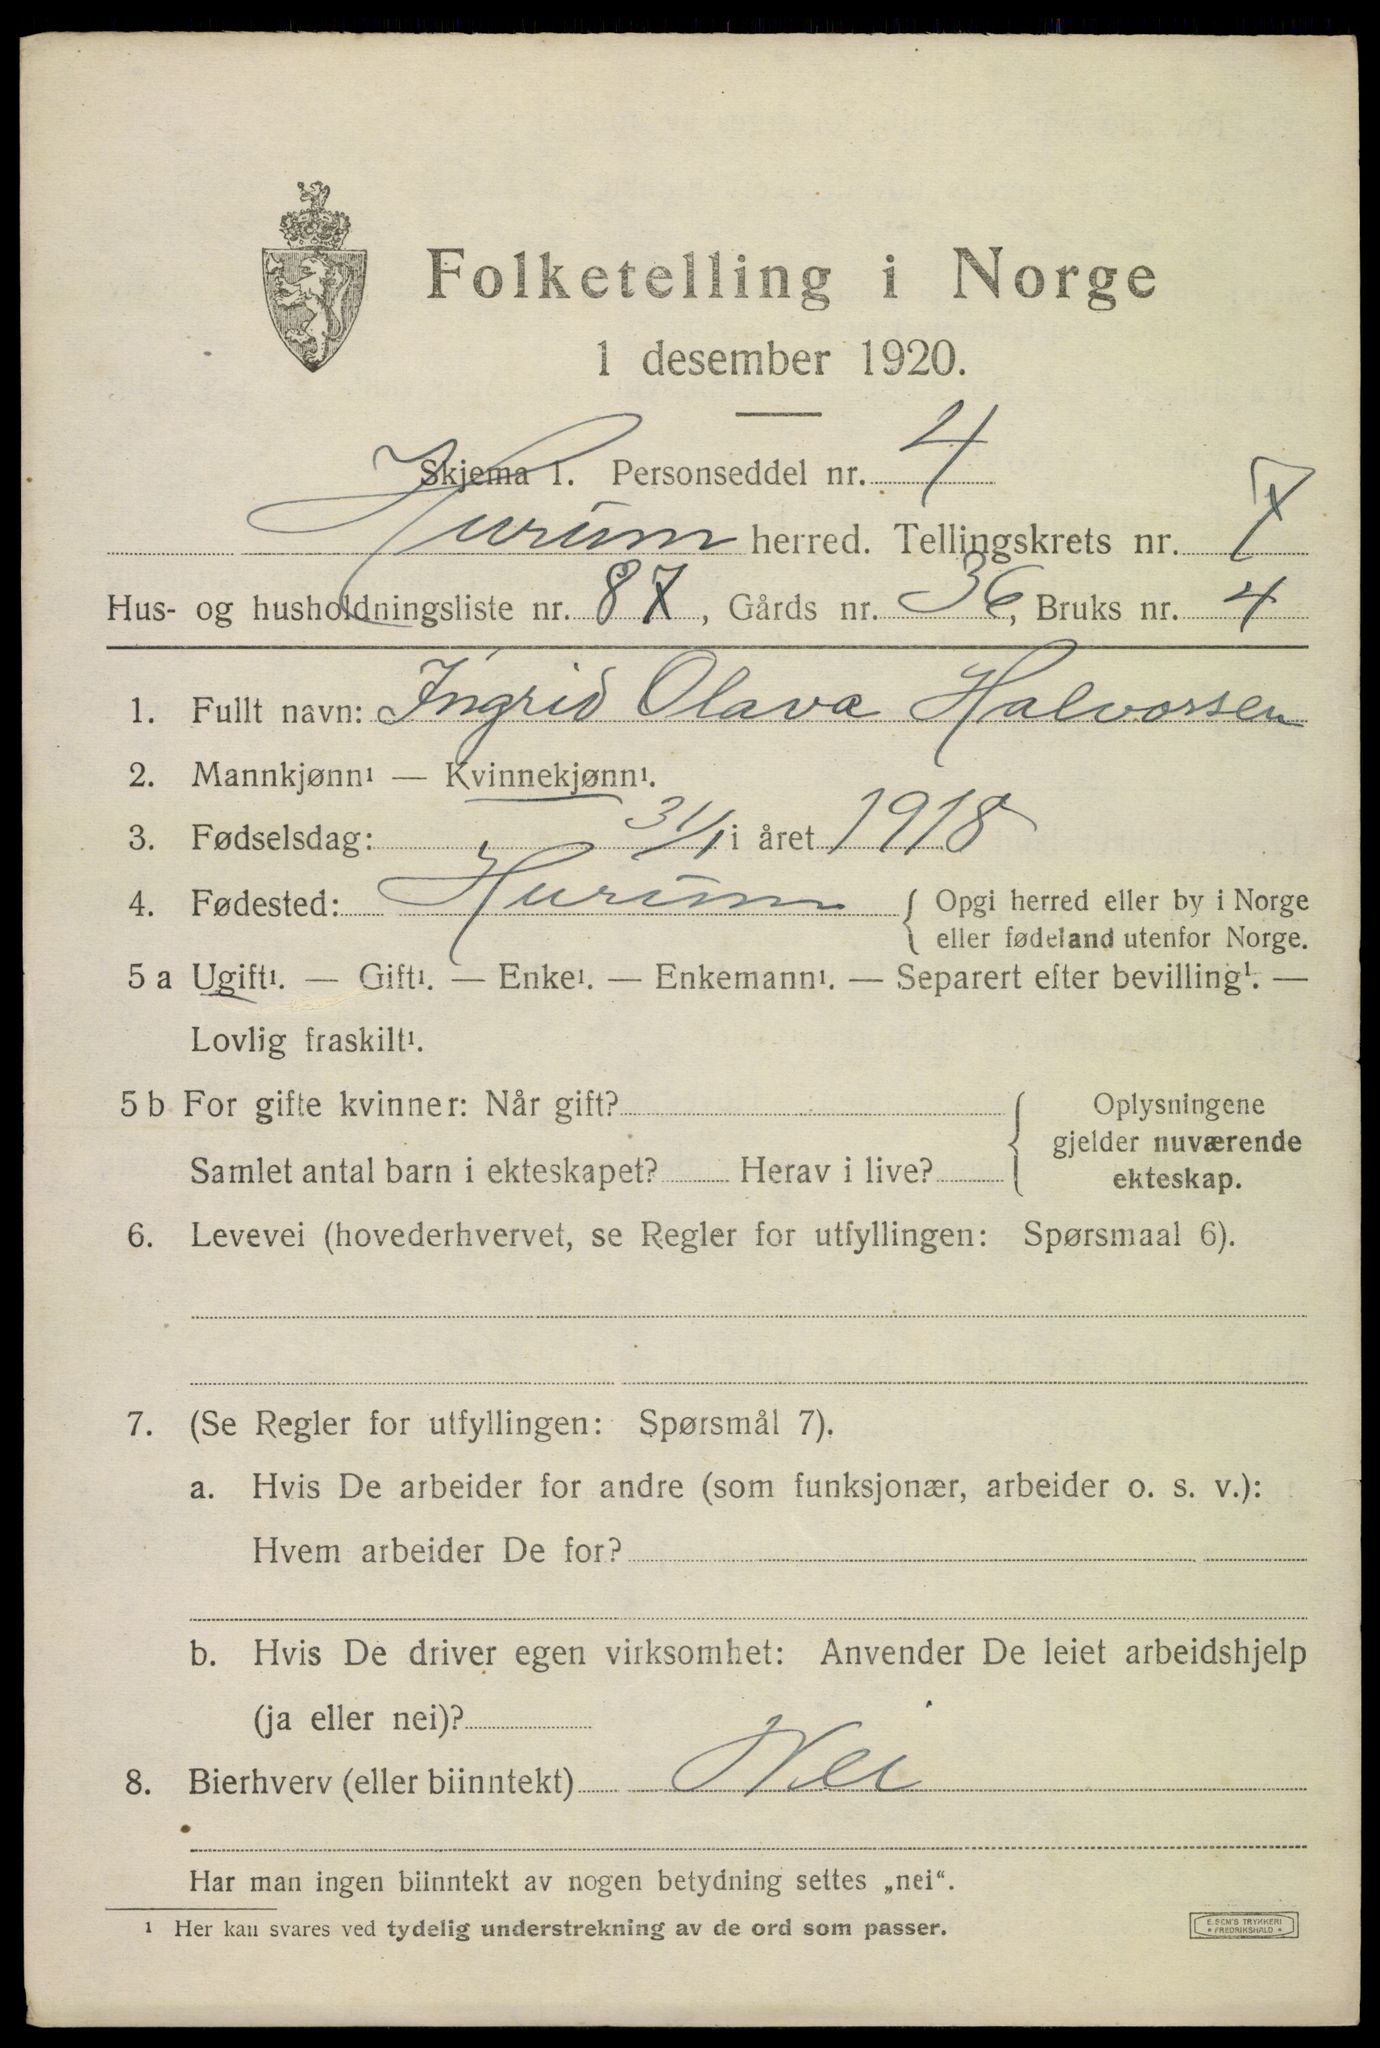 Folketelling i Norge
1 desember 1920.
Skjema 1. Personseddel nr. 4
Hurum herred. Tellingskrets nr. 7
Hus- og husholdningsliste nr. 87, Gårds nr. 36, Bruks nr. 4
1. Fullt navn: Ingrid Olava Halvorsen
2. Mannkjønn¹ — Kvinnekjønn¹.
3. Fødselsdag: 31/1 i året 1918
4. Fødested: Hurum { Opgi herred eller by i Norge
eller fødeland utenfor Norge.
5 a Ugift¹. — Gift¹. — Enke¹. — Enkemann¹. — Separert efter bevilling¹. —
Lovlig fraskilt¹.
5 b For gifte kvinner: Når gift? { Oplysningene
gjelder nuværende
Samlet antal barn i ekteskapet? Herav i live? ekteskap.
6. Levevei (hovederhvervet, se Regler for utfyllingen: Spørsmaal 6).
7. (Se Regler for utfyllingen: Spørsmål 7).
a. Hvis De arbeider for andre (som funksjonær, arbeider o. s. v.):
Hvem arbeider De for?
b. Hvis De driver egen virksomhet: Anvender De leiet arbeidshjelp
(ja eller nei)?
8. Bierhverv (eller biinntekt) Nei
Har man ingen biinntekt av nogen betydning settes „nei“.
¹ Her kan svares ved tydelig understrekning av de ord som passer.
E. SEM'S TRYKKERI
• FREDRIKSHALD •